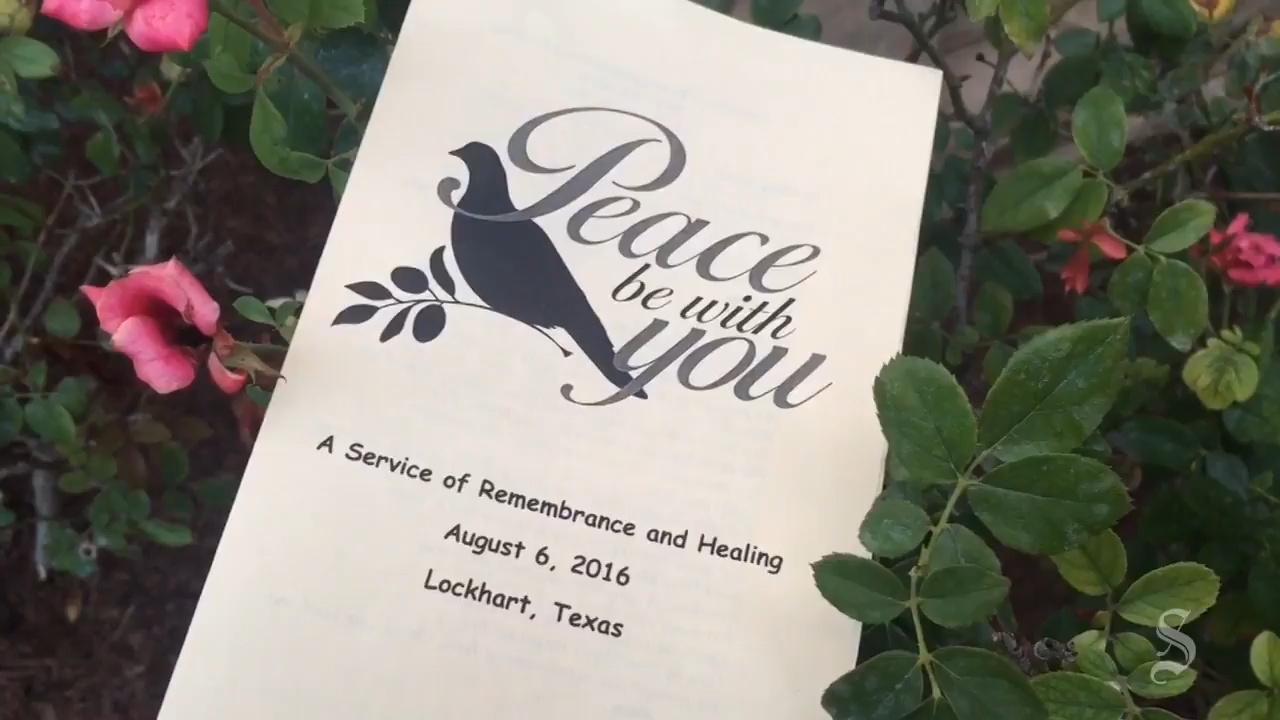 Peace
be with
you
A Service of Remembrance and Healing
August 6, 2016
Lockhart, Texas
S